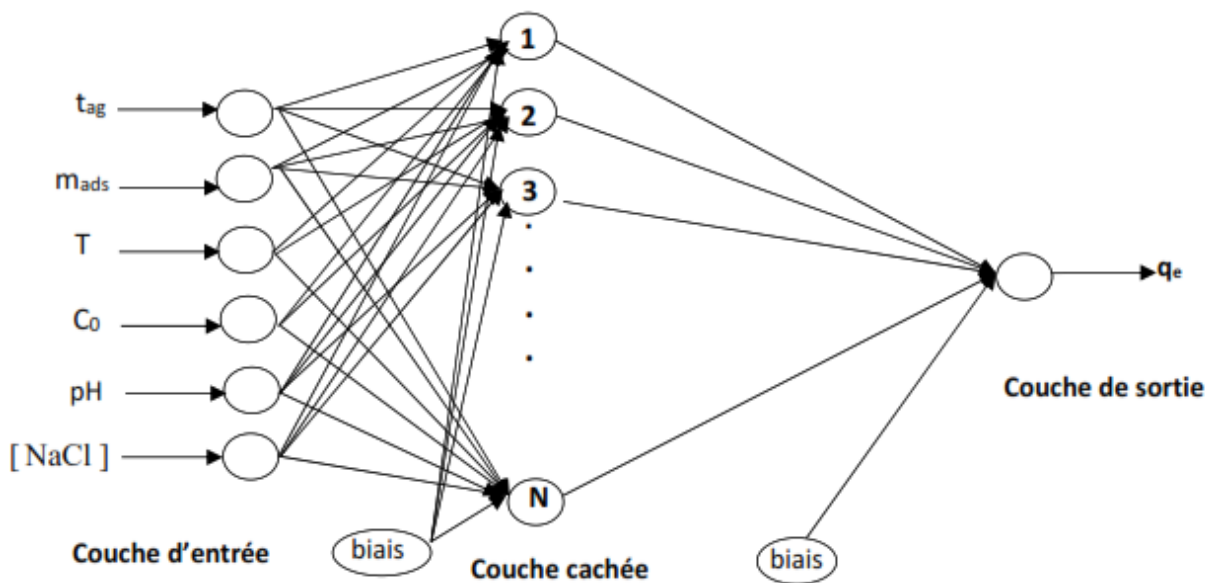 1
t_ag
2
m_ads
3
T
q_e
C_0
pH
Couche de sortie
[ NaCl ]
N
Couche d'entrée
biais
Couche cachée
biais